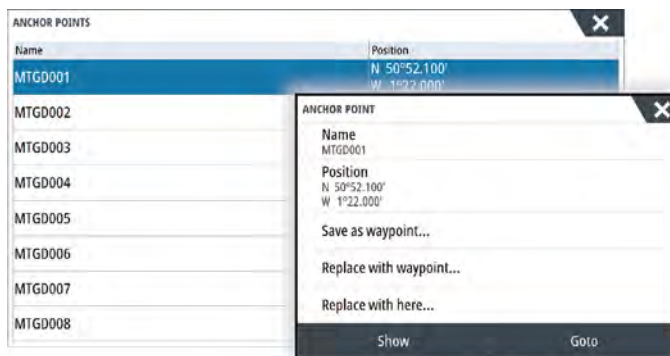 ANCHOR POINTS
Name Position
MTGD001 N 50°52.100'
W 1°22.000'
MTGD002
MTGD003
MTGD004
MTGD005
MTGD006
MTGD007
MTGD008
ANCHOR POINT
Name
MTGD001
Position
N 50°52.100'
W 1°22.000'
Save as waypoint...
Replace with waypoint...
Replace with here...
Show Goto